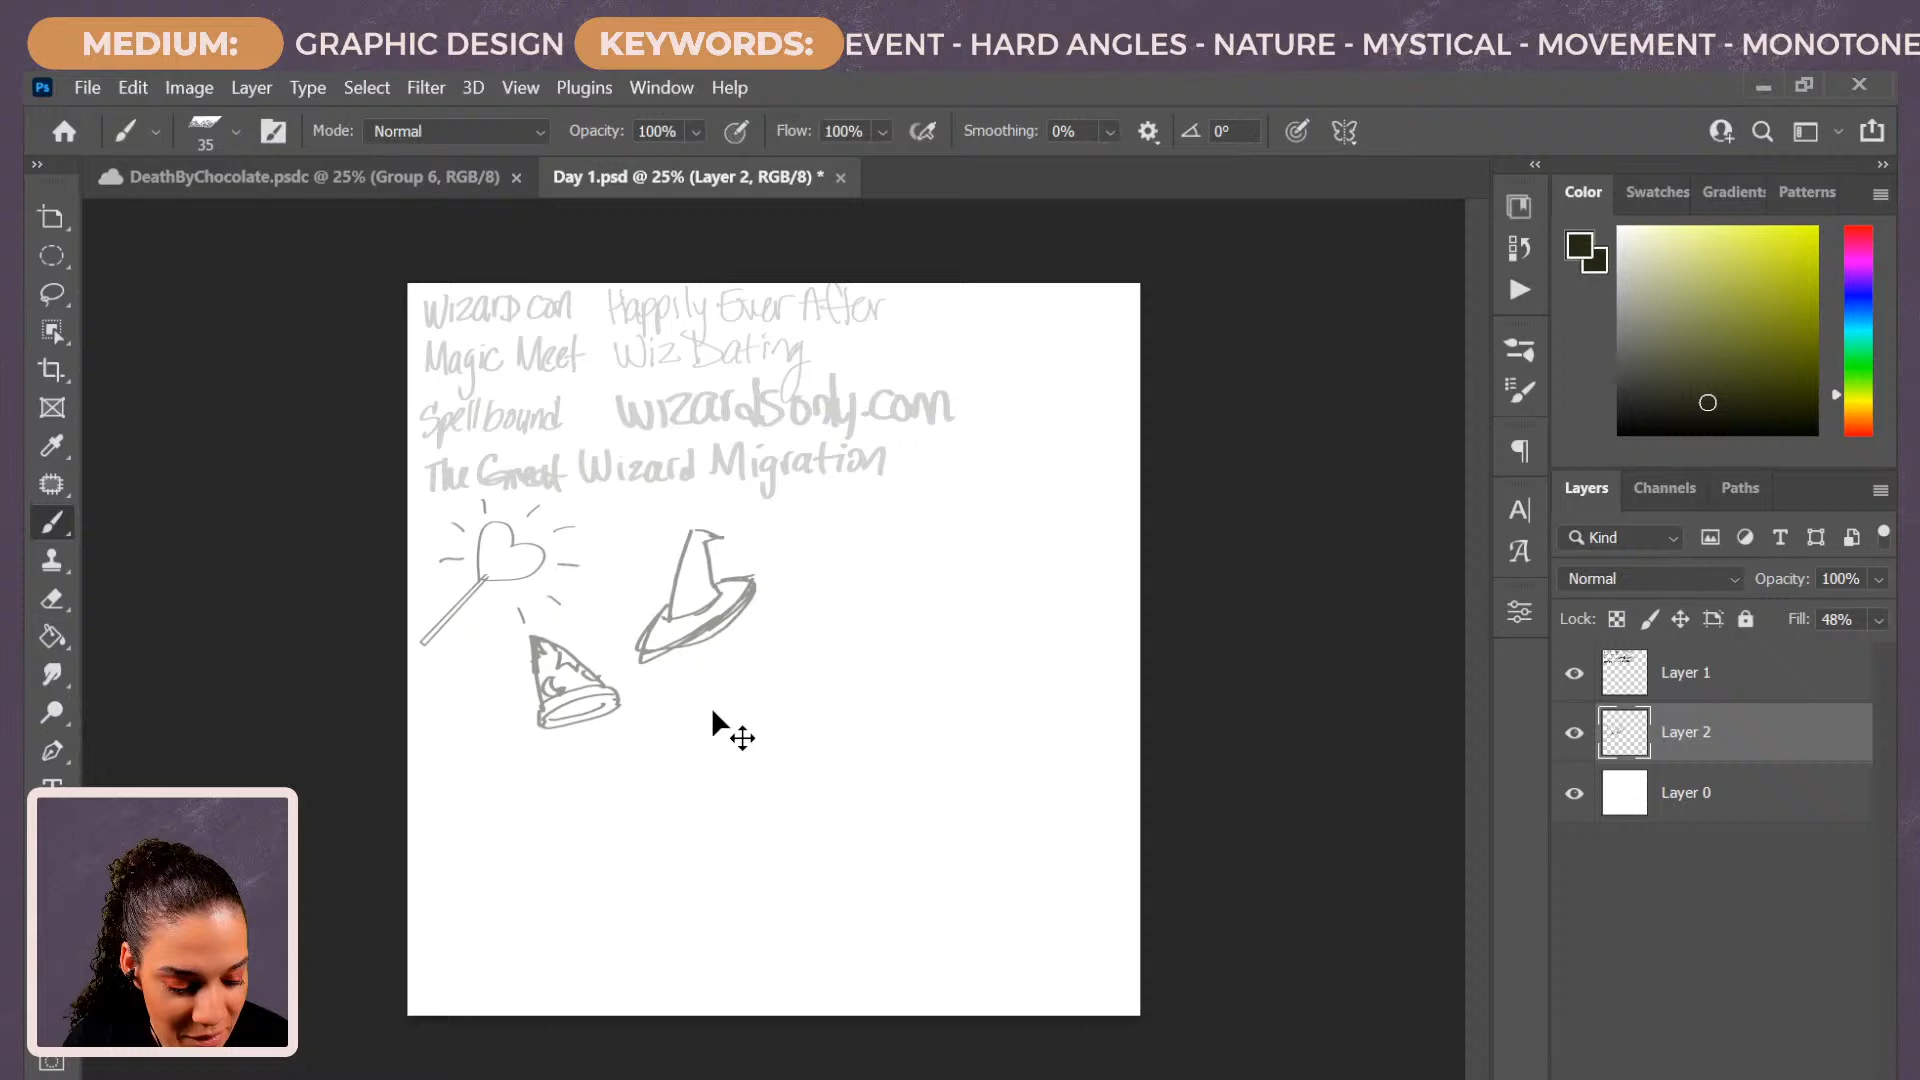 MEDIUM: GRAPHIC DESIGN KEYWORDS: EVENT - HARD ANGLES - NATURE - MYSTICAL - MOVEMENT - MONOTONE
Ps File Edit Image Layer Type Select Filter 3D View Plugins Window Help
35 Mode: Normal Opacity: 100% Flow: 100% Smoothing: 0% 0°
DeathByChocolate.psdc @ 25% (Group 6, RGB/8) Day 1.psd @ 25% (Layer 2, RGB/8) *
Color Swatches Gradients Patterns
Wizard con Happily Ever After
Magic Meet Wiz Dating
Spellbound wizardsonly.com
The Great Wizard Migration
Layers Channels Paths
Kind
Normal Opacity: 100%
Lock: Fill: 48%
Layer 1
Layer 2
Layer 0